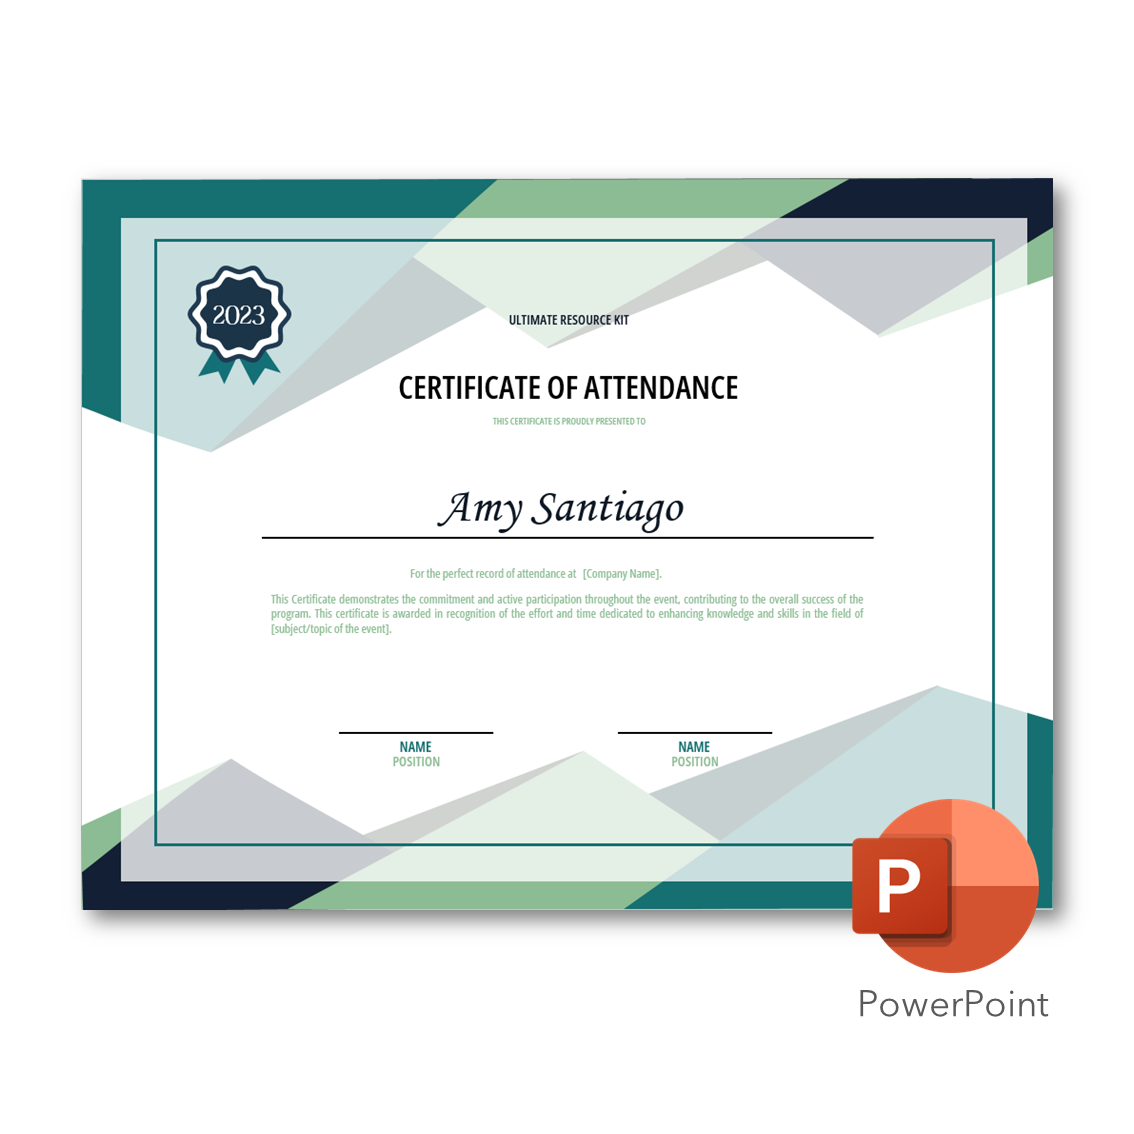 2023
ULTIMATE RESOURCE KIT
CERTIFICATE OF ATTENDANCE
THIS CERTIFICATE IS PROUDLY PRESENTED TO
Amy Santiago
For the perfect record of attendance at [Company Name].
This Certificate demonstrates the commitment and active participation throughout the event, contributing to the overall success of the
program. This certificate is awarded in recognition of the effort and time dedicated to enhancing knowledge and skills in the field of
[subject/topic of the event].
NAME
POSITION
NAME
POSITION
P
PowerPoint